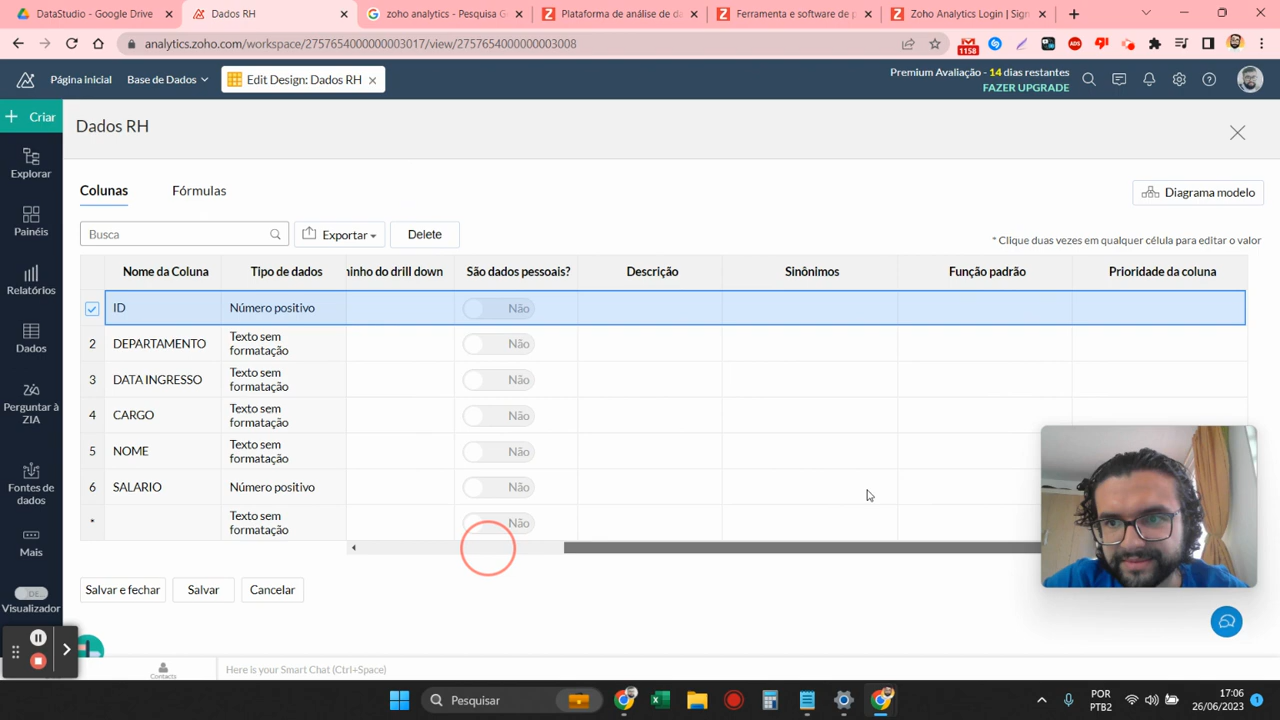 DataStudio - Google Drive
Dados RH
zoho analytics - Pesquisa G
Plataforma de análise de da
Ferramenta e software de p
Zoho Analytics Login | Sign
analytics.zoho.com/workspace/2757654000000003017/view/2757654000000003008
1158
ADS
Página inicial
Base de Dados
Edit Design: Dados RH
Premium Avaliação - 14 dias restantes
FAZER UPGRADE
Criar
Dados RH
Explorar
Colunas
Fórmulas
Diagrama modelo
Painéis
Busca
Exportar
Delete
* Clique duas vezes em qualquer célula para editar o valor
Relatórios
Nome da Coluna Tipo de dados ninho do drill down São dados pessoais? Descrição Sinônimos Função padrão Prioridade da coluna
ID Número positivo Não
2 DEPARTAMENTO Texto sem formatação Não
3 DATA INGRESSO Texto sem formatação Não
4 CARGO Texto sem formatação Não
5 NOME Texto sem formatação Não
6 SALARIO Número positivo Não
* Texto sem formatação Não
Dados
Perguntar à ZIA
Fontes de dados
Mais
DE..
Visualizador
Salvar e fechar
Salvar
Cancelar
Contacts
Here is your Smart Chat (Ctrl+Space)
Pesquisar
POR
PTB2
17:06
26/06/2023
1